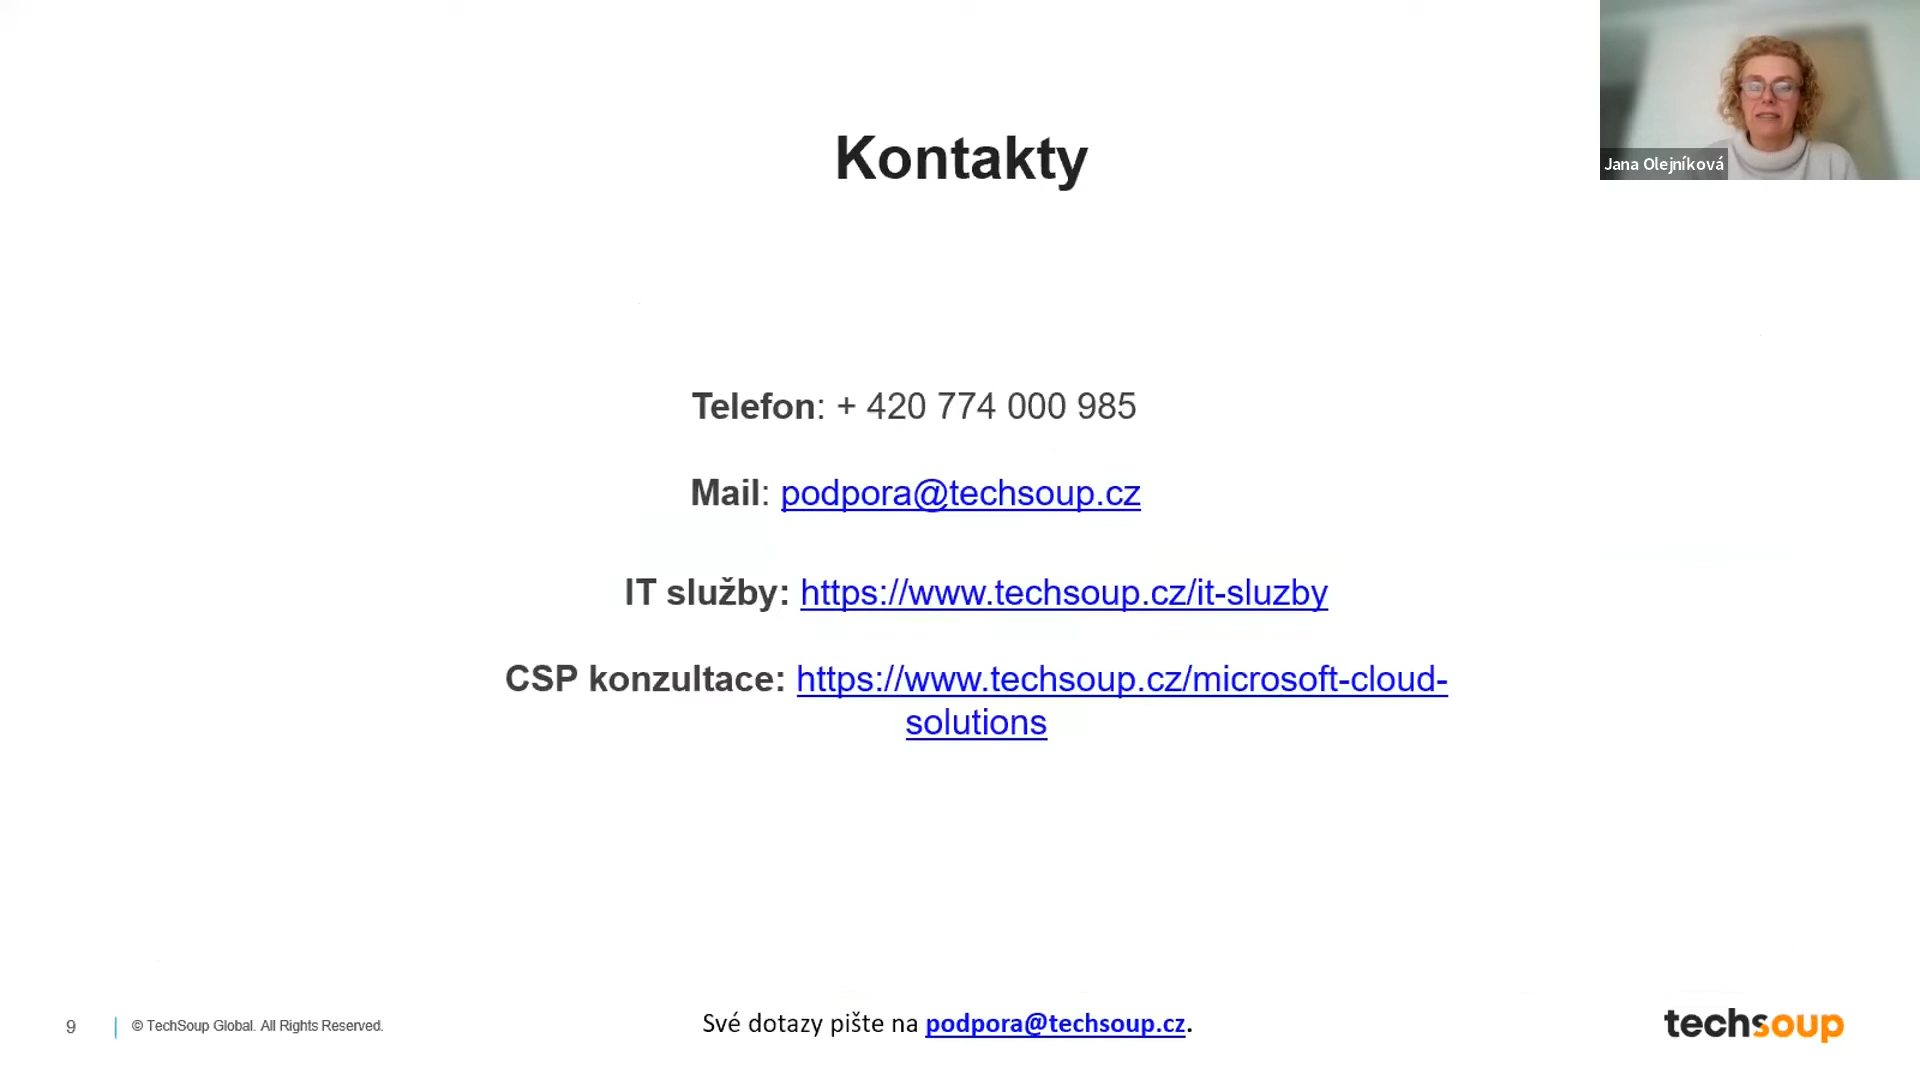 Jana Olejníková
Kontakty
Telefon: + 420 774 000 985
Mail: podpora@techsoup.cz
IT služby: https://www.techsoup.cz/it-sluzby
CSP konzultace: https://www.techsoup.cz/microsoft-cloud-
solutions
9
© TechSoup Global. All Rights Reserved.
Své dotazy pište na podpora@techsoup.cz.
techsoup